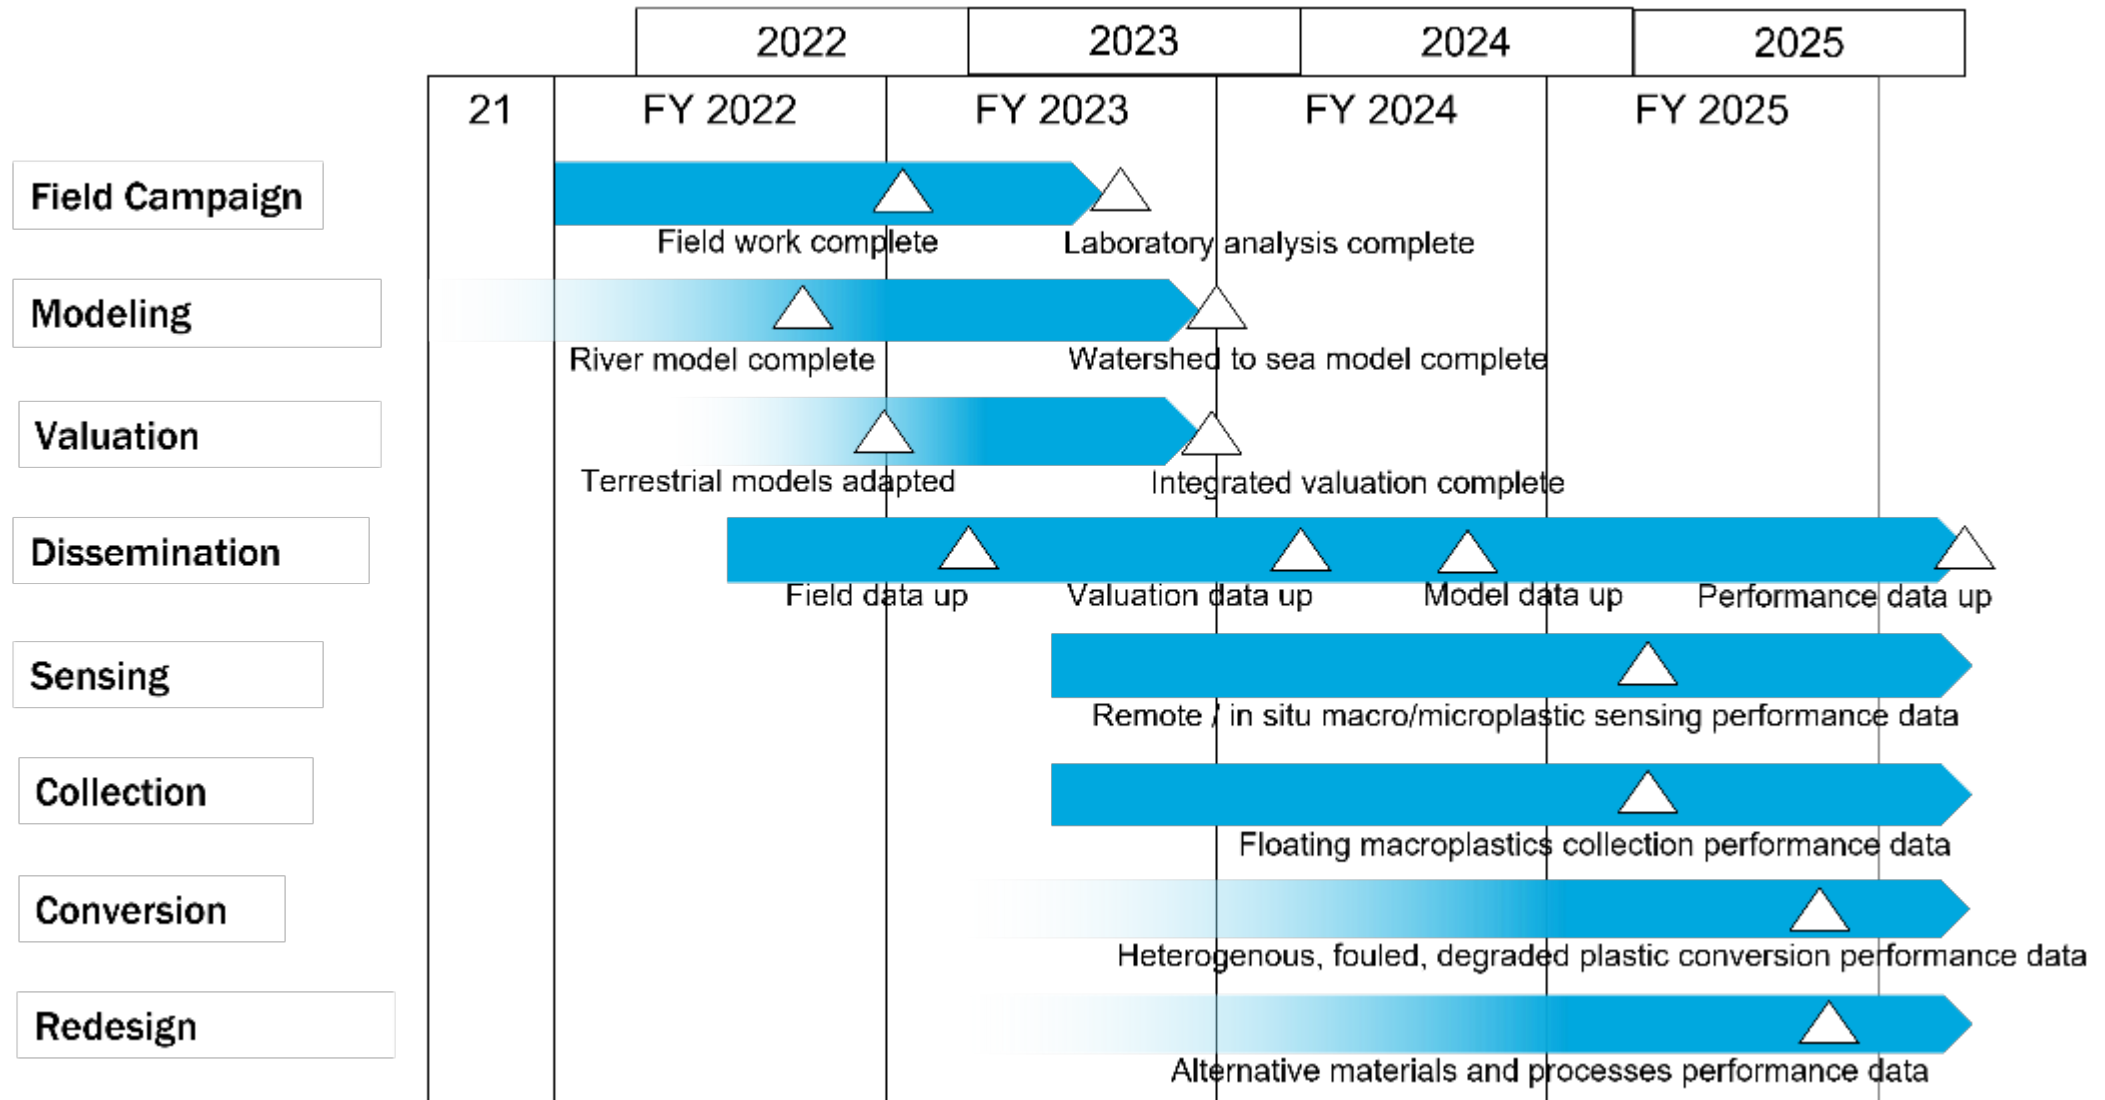 2022 2023 2024 2025
21 FY 2022 FY 2023 FY 2024 FY 2025
Field Campaign
Field work complete Laboratory analysis complete
Modeling
River model complete Watershed to sea model complete
Valuation
Terrestrial models adapted Integrated valuation complete
Dissemination
Field data up Valuation data up Model data up Performance data up
Sensing
Remote / in situ macro/microplastic sensing performance data
Collection
Floating macroplastics collection performance data
Conversion
Heterogenous, fouled, degraded plastic conversion performance data
Redesign
Alternative materials and processes performance data